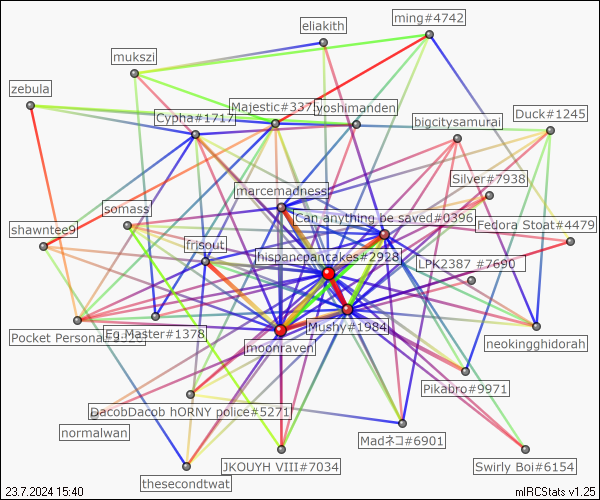 eliakith
ming#4742
mukszi
zebula
Majestic#337
yoshimanden
Cypha#1717
bigcitysamurai
Duck#1245
Silver#7938
marcemadness
somass
Can anything be saved#0396
Fedora Stoat#4479
shawntee9
frisout
hispanepancakes#2928
LPK2387 #7690
Mushy#1984
Eg.Master#1378
Pocket Persona
moonraven
neokingghidorah
Pikabro#9971
DacobDacob hORNY police#5271
normalwan
Madネコ#6901
JKOUYH VIII#7034
Swirly Boi#6154
thesecondtwat
23.7.2024 15:40
mIRCStats v1.25